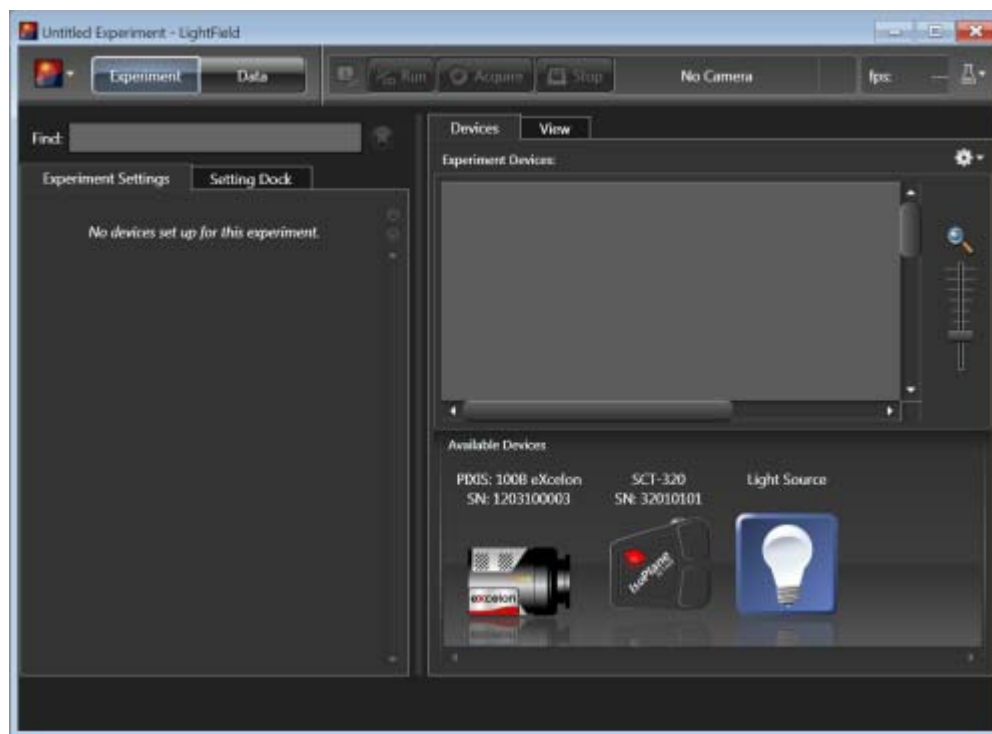 Untitled Experiment - LightField
Experiment Data Run Acquire Stop No Camera fps: ---
Find:
Experiment Settings Setting Dock
No devices set up for this experiment.
Devices View
Experiment Devices:
Available Devices
PIXIS: 100B eXcelon
SN: 1203100003
SCT-320
SN: 32010101
Light Source
eXcelon
IsoPlane